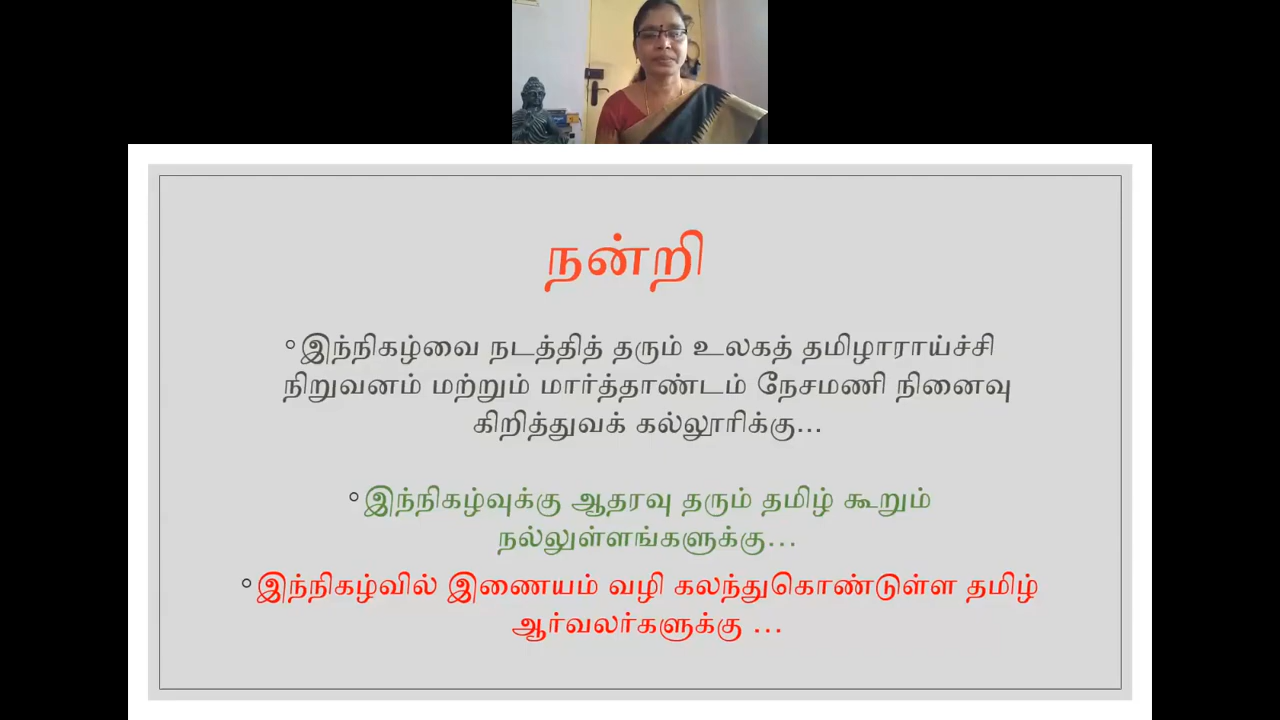 நன்றி
◦இந்நிகழ்வை நடத்தித் தரும் உலகத் தமிழாராய்ச்சி
நிறுவனம் மற்றும் மார்த்தாண்டம் நேசமணி நினைவு
கிறித்துவக் கல்லூரிக்கு...
◦இந்நிகழ்வுக்கு ஆதரவு தரும் தமிழ் கூறும்
நல்லுள்ளங்களுக்கு...
◦இந்நிகழ்வில் இணையம் வழி கலந்துகொண்டுள்ள தமிழ்
ஆர்வலர்களுக்கு ...